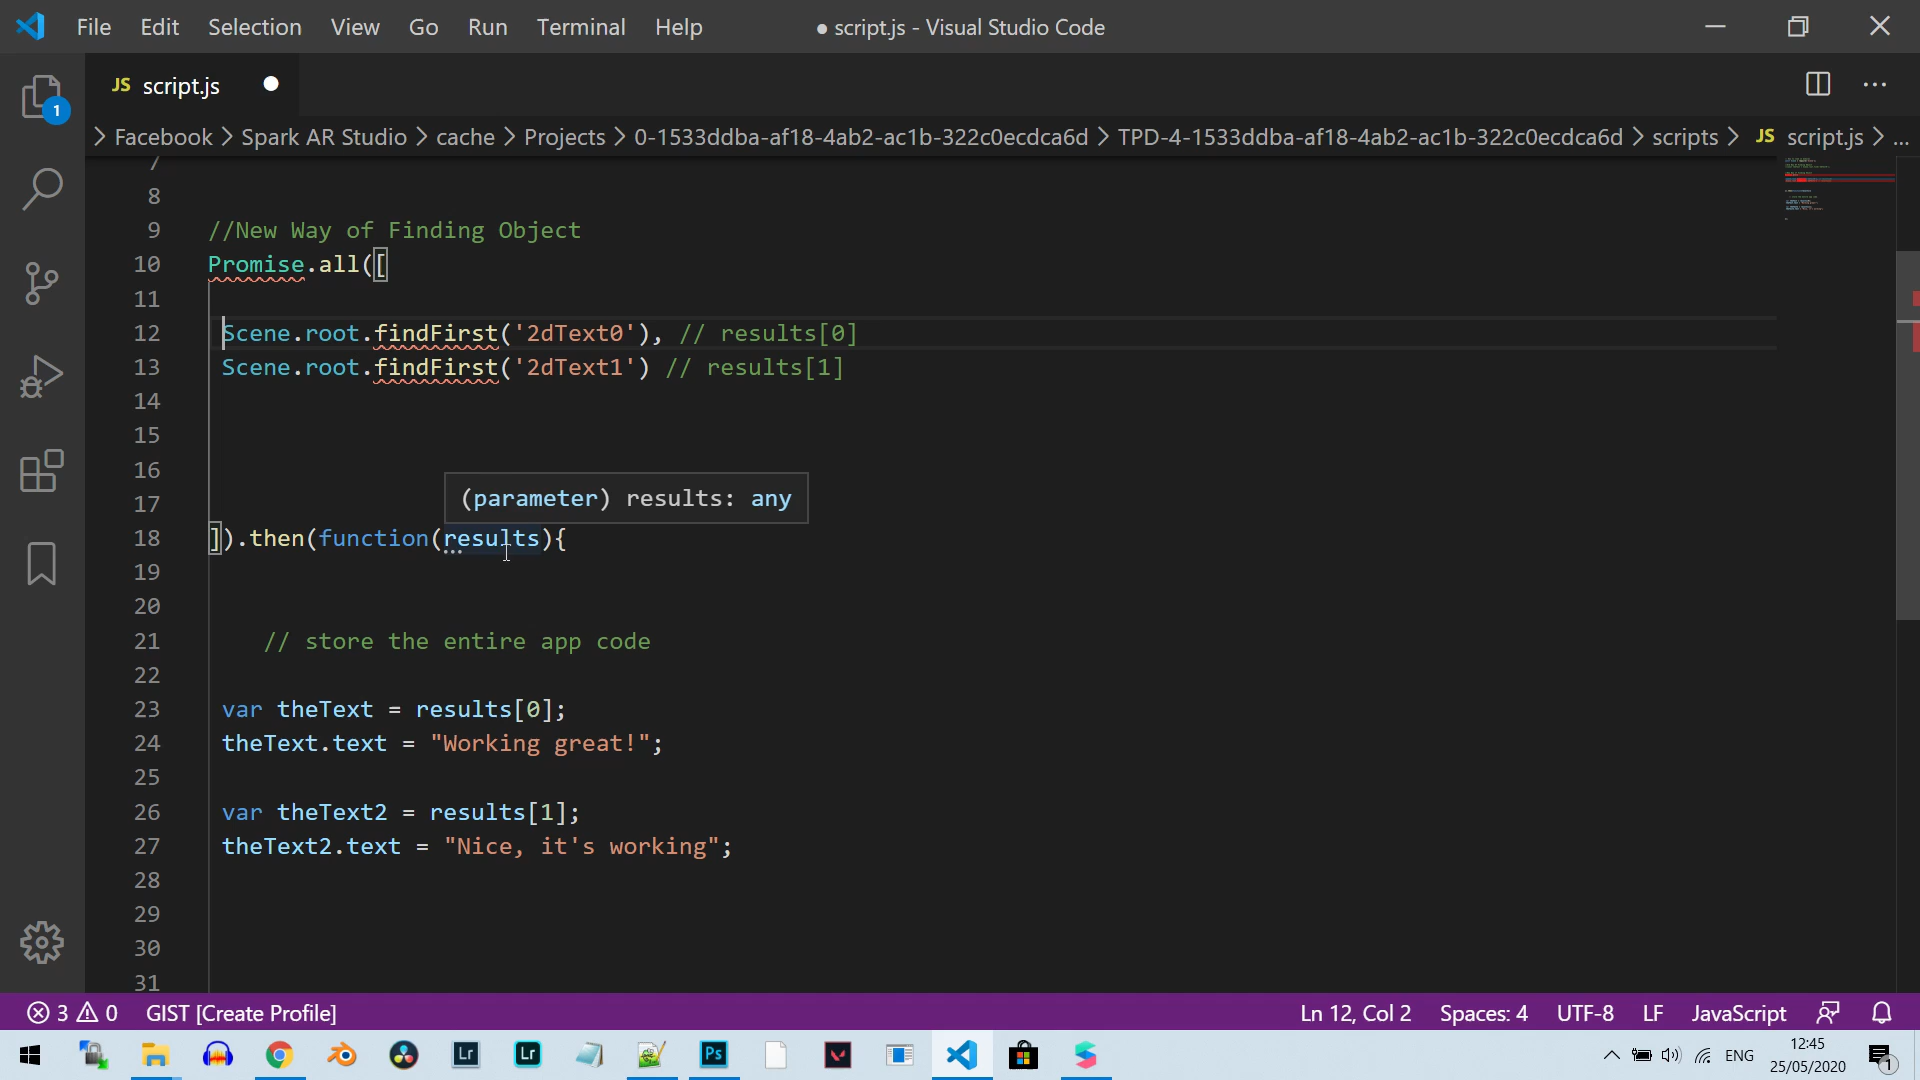 File Edit Selection View Go Run Terminal Help ● script.js - Visual Studio Code
JS script.js ●
1
> Facebook > Spark AR Studio > cache > Projects > 0-1533ddba-af18-4ab2-ac1b-322c0ecdca6d > TPD-4-1533ddba-af18-4ab2-ac1b-322c0ecdca6d > scripts > JS script.js > ...
7
8
9 //New Way of Finding Object
10 Promise.all([
11
12 Scene.root.findFirst('2dText0'), // results[0]
13 Scene.root.findFirst('2dText1') // results[1]
14
15
16
(parameter) results: any
17
18 ]).then(function(results){
19
20
21 // store the entire app code
22
23 var theText = results[0];
24 theText.text = "Working great!";
25
26 var theText2 = results[1];
27 theText2.text = "Nice, it's working";
28
29
30
31
3 0 GIST [Create Profile] Ln 12, Col 2 Spaces: 4 UTF-8 LF JavaScript
Lr Lr Ps ENG 12:45
25/05/2020 1